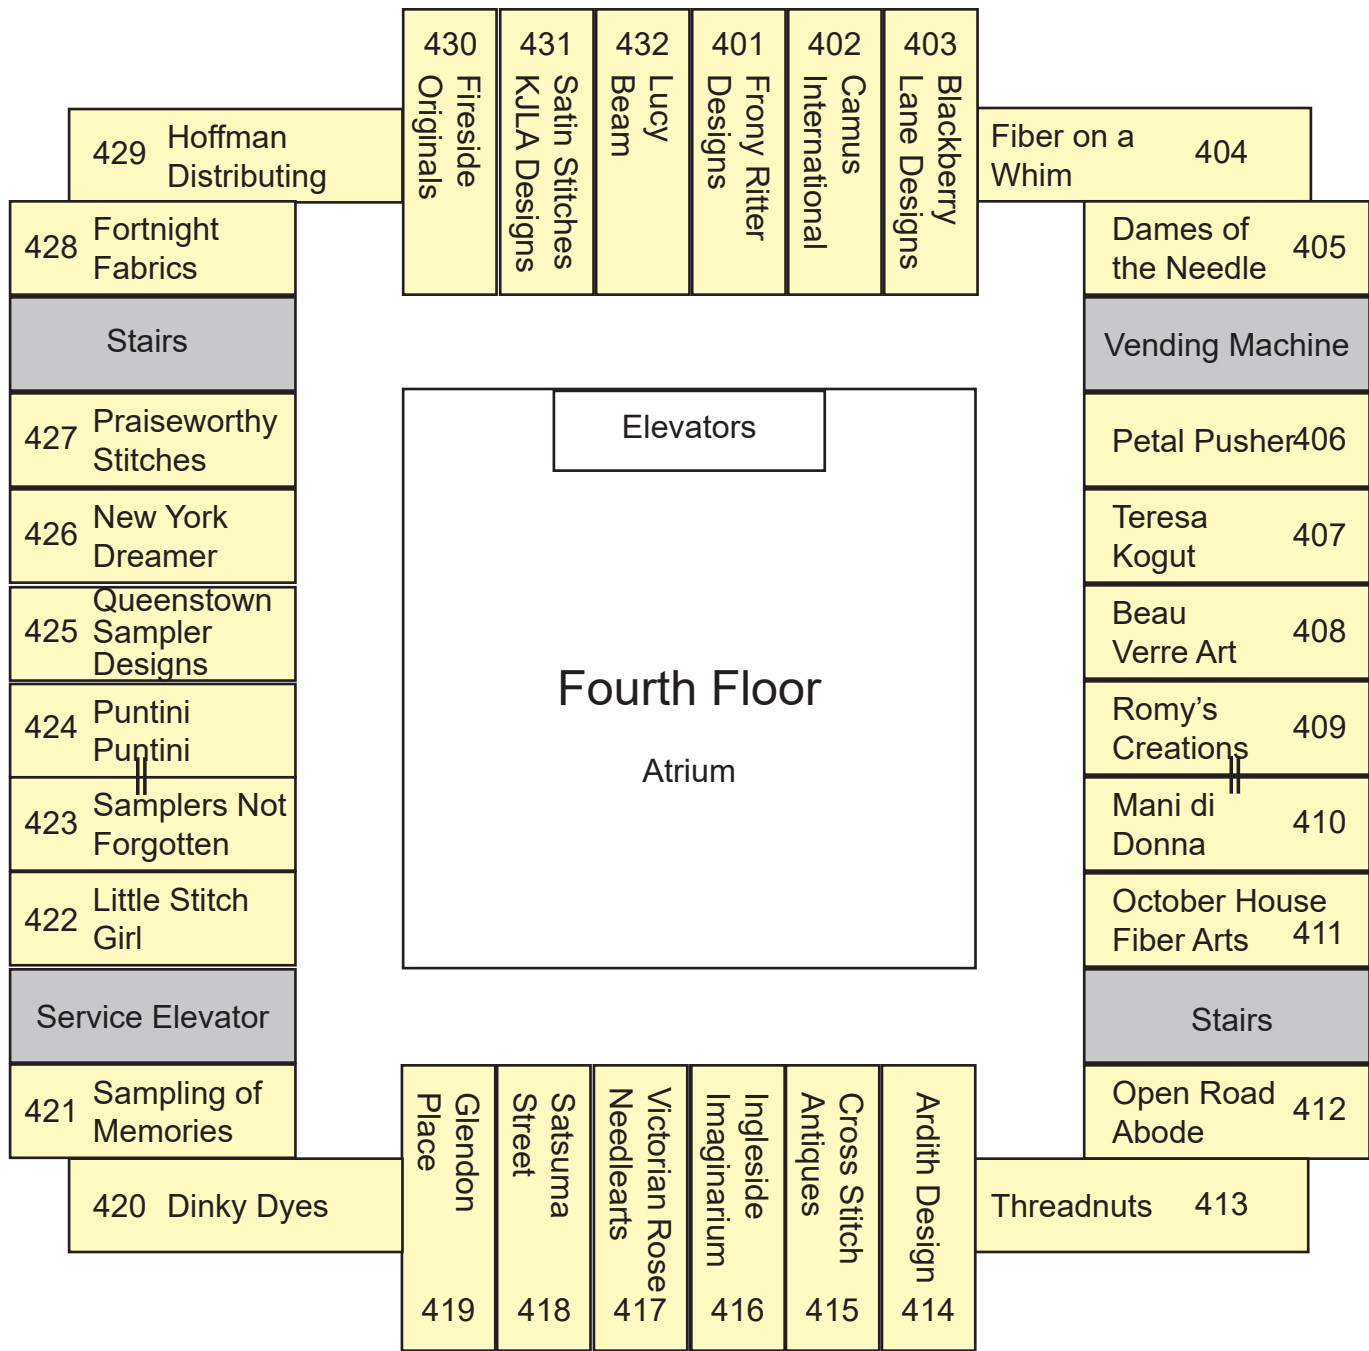 430
Fireside
Originals
431
Satin Stitches
KJLA Designs
432
Lucy
Beam
401
Frony Ritter
Designs
402
Camus
International
403
Blackberry
Lane Designs
429
Hoffman
Distributing
Fiber on a
Whim
404
428
Fortnight
Fabrics
Dames of
the Needle
405
Stairs
Vending Machine
427
Praiseworthy
Stitches
Elevators
Petal Pusher
406
426
New York
Dreamer
Teresa
Kogut
407
425
Queenstown
Sampler
Designs
Beau
Verre Art
408
424
Puntini
Puntini
Fourth Floor
Atrium
Romy’s
Creations
409
423
Samplers Not
Forgotten
Mani di
Donna
410
422
Little Stitch
Girl
October House
Fiber Arts
411
Service Elevator
Stairs
421
Sampling of
Memories
Open Road
Abode
412
420
Dinky Dyes
Glendon
Place
419
Satsuma
Street
418
Victorian Rose
Needlearts
417
Ingleside
Imaginarium
416
Cross Stitch
Antiques
415
Ardith Design
414
Threadnuts
413